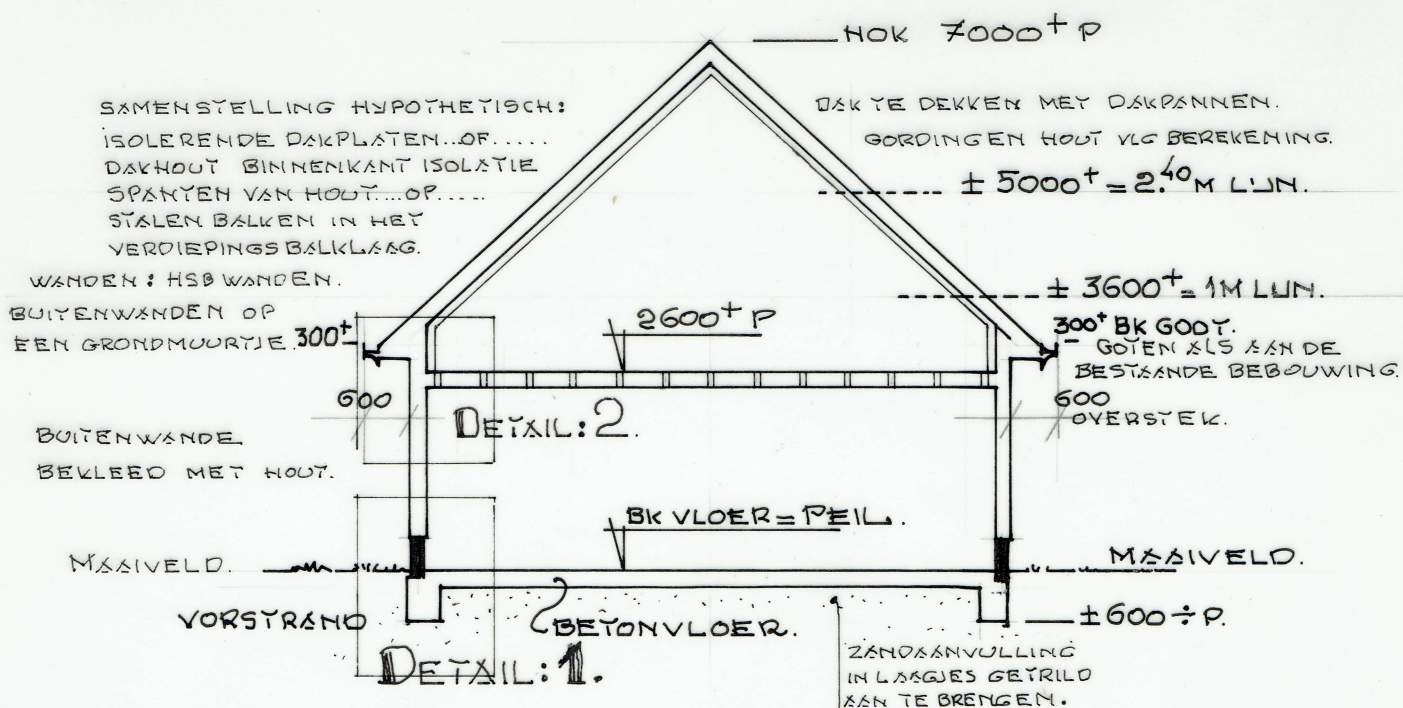 NOK 7000+ P
SAMENSTELLING HYPOTHETISCH:
ISOLERENDE DAKPLATEN..OF.....
DAKHOUT BINNENKANT ISOLATIE
SPANTEN VAN HOUT...OP.....
STALEN BALKEN IN HET
VERDIEPINGSBALKLAAG.
WANDEN: HSB WANDEN.
BUITENWANDEN OP
EEN GRONDMUURTJE.
300+
600
BUITENWANDE
BEKLEED MET HOUT.
DAK TE DEKKEN MET DAKPANNEN.
GORDINGEN HOUT VLG BEREKENING.
± 5000+ = 2.40 M LIJN.
± 3600+ = 1M LIJN.
300+ BK GOOT.
GOTEN ALS AAN DE
BESTAANDE BEBOUWING.
600
OVERSTEK.
2600+ P
DETAIL: 2.
BK VLOER = PEIL.
MAAIVELD.
MAAIVELD.
VORSTRAND
BETONVLOER.
± 600 ÷ P.
DETAIL: 1.
ZANDAANVULLING
IN LAAGJES GETRILD
AAN TE BRENGEN.